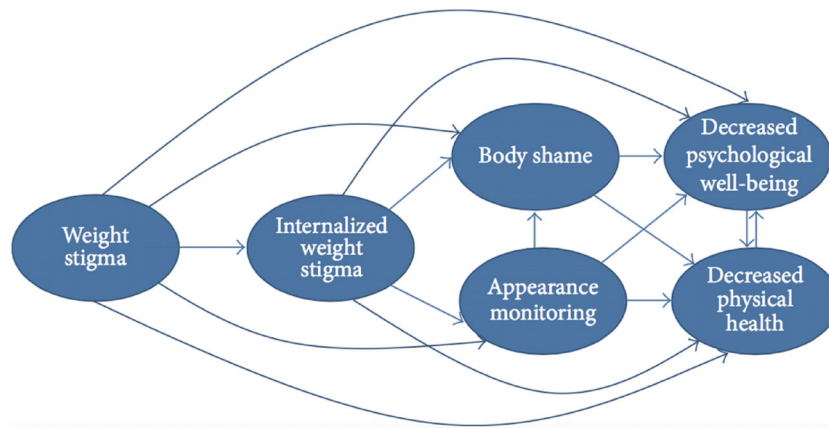 Weight
stigma
Internalized
weight
stigma
Body shame
Appearance
monitoring
Decreased
psychological
well-being
Decreased
physical
health